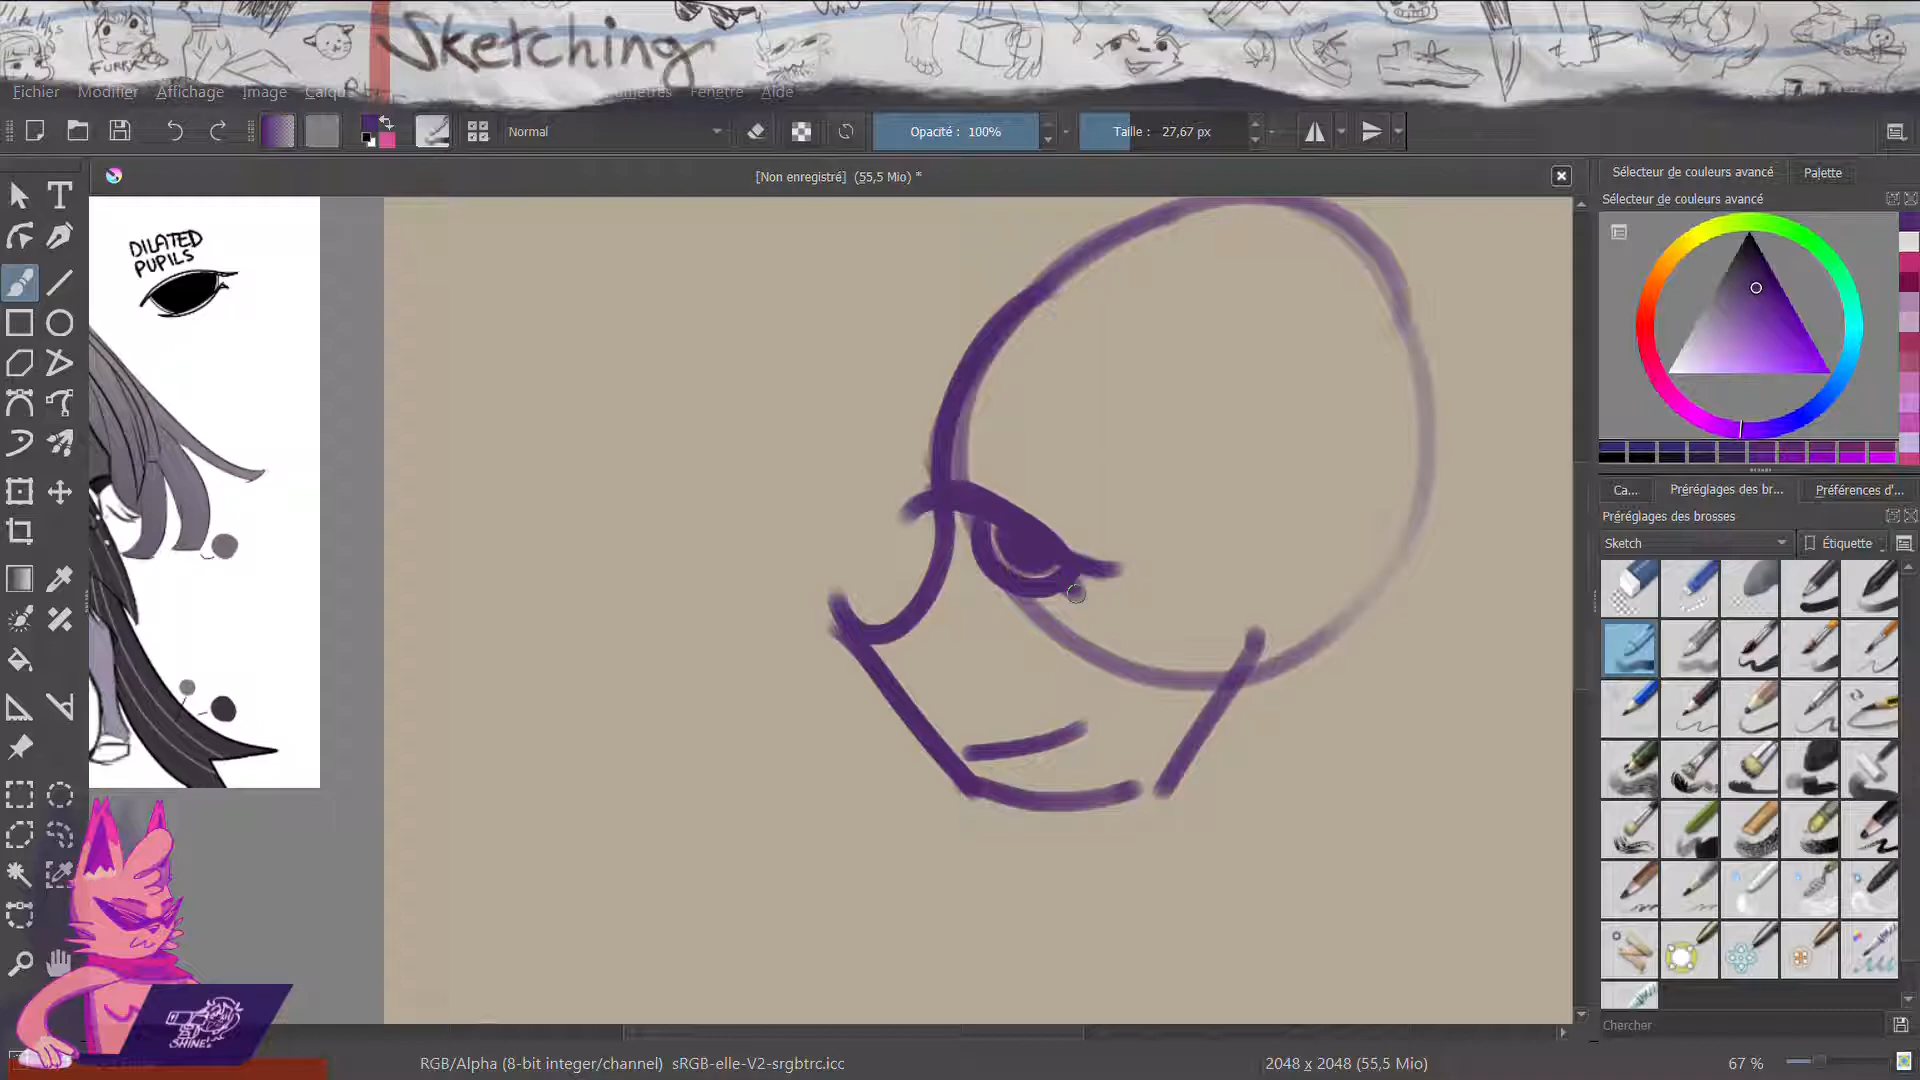 Sketching
FURRY
Fichier Modifier Affichage Image Calqu Fenêtre Aide
Normal
Opacité : 100%
Taille : 27,67 px
[Non enregistré] (55,5 Mio) *
Sélecteur de couleurs avancé
Palette
Sélecteur de couleurs avancé
DILATED
PUPILS
Ca...
Préréglages des br...
Préférences d'...
Préréglages des brosses
Sketch
Étiquette
SHINE!
Chercher
RGB/Alpha (8-bit integer/channel) sRGB-elle-V2-srgbtrc.icc
2048 x 2048 (55,5 Mio)
67 %